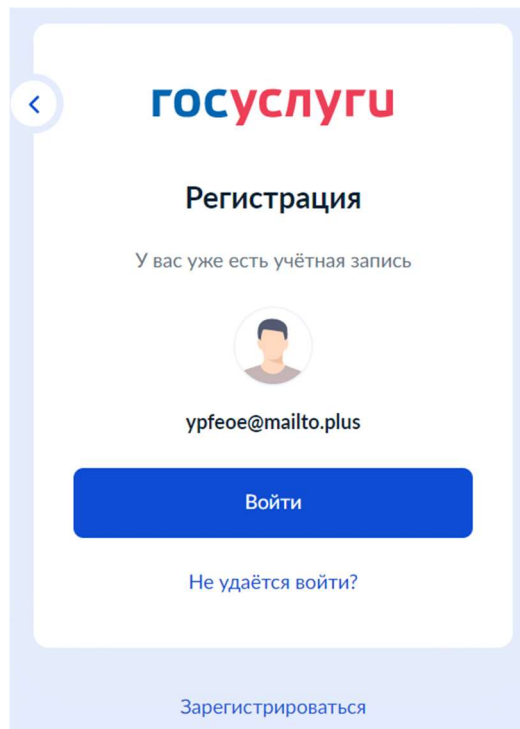 госуслуги
Регистрация
У вас уже есть учётная запись
ypfeoe@mailto.plus
Войти
Не удаётся войти?
Зарегистрироваться